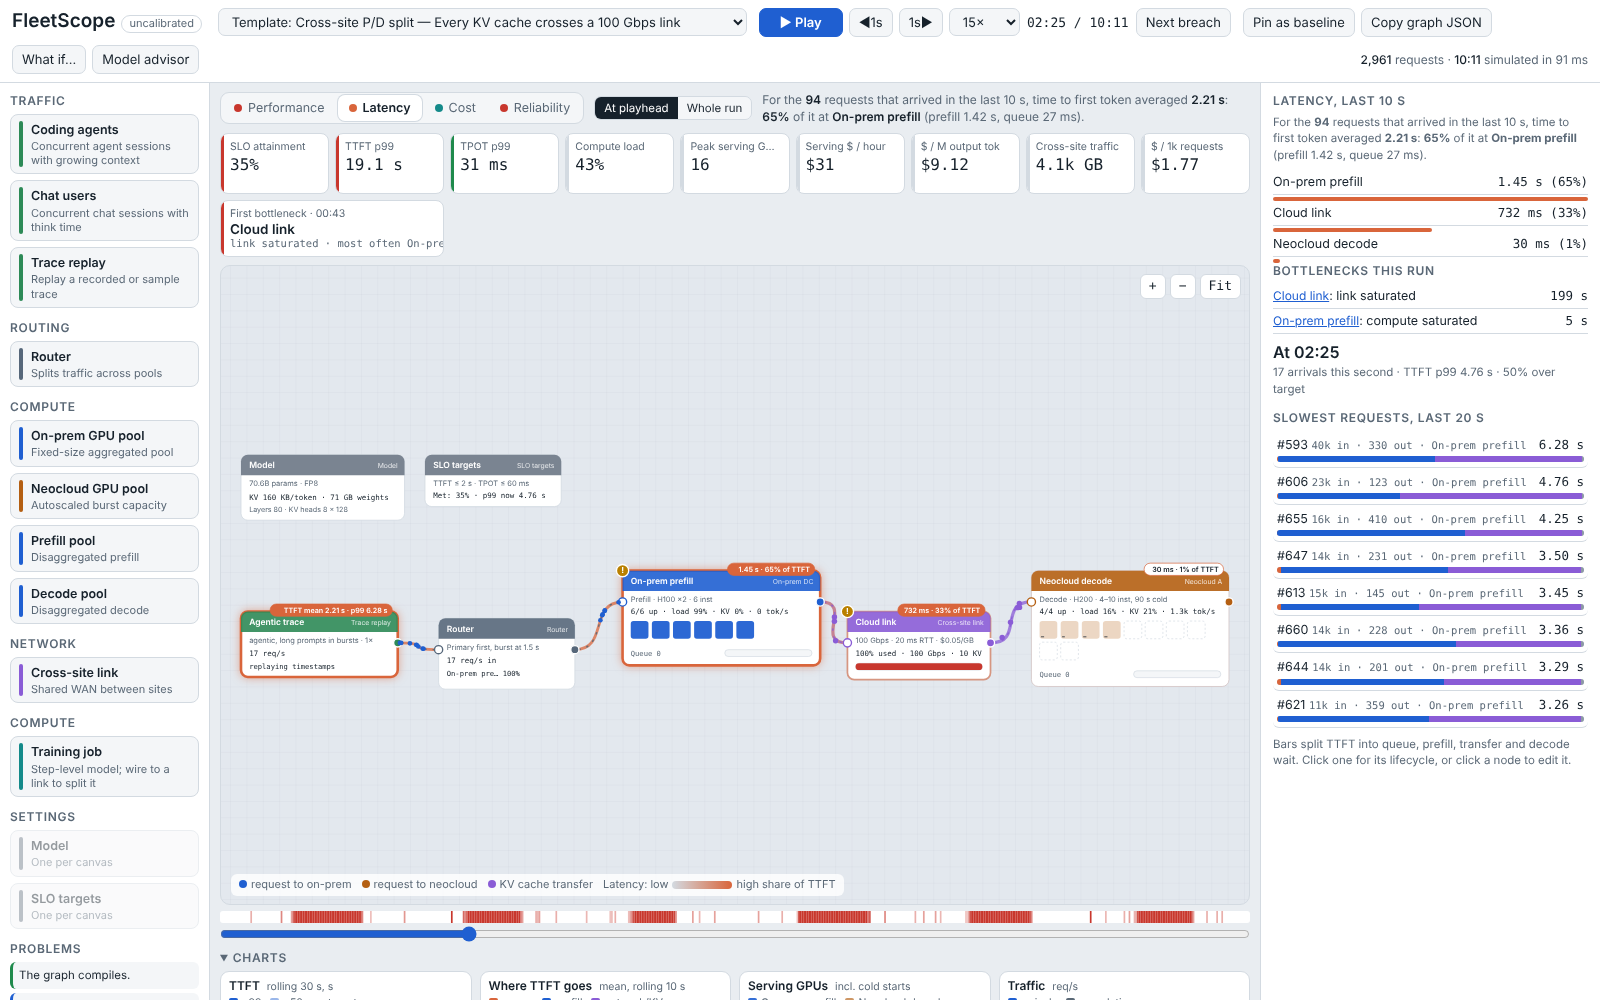 FleetScope uncalibrated
Template: Cross-site P/D split — Every KV cache crosses a 100 Gbps link
▶ Play ◀1s 1s▶ 15× 02:25 / 10:11 Next breach Pin as baseline Copy graph JSON
What if... Model advisor
2,961 requests · 10:11 simulated in 91 ms
TRAFFIC
Coding agents
Concurrent agent sessions
with growing context
Chat users
Concurrent chat sessions with
think time
Trace replay
Replay a recorded or sample
trace
ROUTING
Router
Splits traffic across pools
COMPUTE
On-prem GPU pool
Fixed-size aggregated pool
Neocloud GPU pool
Autoscaled burst capacity
Prefill pool
Disaggregated prefill
Decode pool
Disaggregated decode
NETWORK
Cross-site link
Shared WAN between sites
COMPUTE
Training job
Step-level model; wire to a
link to split it
SETTINGS
Model
One per canvas
SLO targets
One per canvas
PROBLEMS
The graph compiles.
Performance Latency Cost Reliability
At playhead Whole run
For the 94 requests that arrived in the last 10 s, time to first token averaged 2.21 s:
65% of it at On-prem prefill (prefill 1.42 s, queue 27 ms).
SLO attainment
35%
TTFT p99
19.1 s
TPOT p99
31 ms
Compute load
43%
Peak serving G...
16
Serving $ / hour
$31
$ / M output tok
$9.12
Cross-site traffic
4.1k GB
$ / 1k requests
$1.77
First bottleneck · 00:43
Cloud link
link saturated · most often On-pre
+ − Fit
Model Model
70.6B params · FP8
KV 160 KB/token · 71 GB weights
Layers 80 · KV heads 8 × 128
SLO targets SLO targets
TTFT ≤ 2 s · TPOT ≤ 60 ms
Met: 35% · p99 now 4.76 s
TTFT mean 2.21 s · p99 6.28 s
Agentic trace Trace replay
agentic, long prompts in bursts · 1×
17 req/s
replaying timestamps
Router Router
Primary first, burst at 1.5 s
17 req/s in
On-prem pre… 100%
! 1.45 s · 65% of TTFT
On-prem prefill On-prem DC
Prefill · H100 ×2 · 6 inst
6/6 up · load 99% · KV 0% · 0 tok/s
Queue 0
! 732 ms · 33% of TTFT
Cloud link Cross-site link
100 Gbps · 20 ms RTT · $0.05/GB
100% used · 100 Gbps · 10 KV
30 ms · 1% of TTFT
Neocloud decode Neocloud A
Decode · H200 · 4–10 inst, 90 s cold
4/4 up · load 16% · KV 21% · 1.3k tok/s
Queue 0
request to on-prem request to neocloud KV cache transfer Latency: low high share of TTFT
▼ CHARTS
TTFT rolling 30 s, s
Where TTFT goes mean, rolling 10 s
Serving GPUs incl. cold starts
Traffic req/s
LATENCY, LAST 10 S
For the 94 requests that arrived in the last 10 s, time to
first token averaged 2.21 s: 65% of it at On-prem prefill
(prefill 1.42 s, queue 27 ms).
On-prem prefill 1.45 s (65%)
Cloud link 732 ms (33%)
Neocloud decode 30 ms (1%)
BOTTLENECKS THIS RUN
Cloud link: link saturated 199 s
On-prem prefill: compute saturated 5 s
At 02:25
17 arrivals this second · TTFT p99 4.76 s · 50% over
target
SLOWEST REQUESTS, LAST 20 S
#593 40k in · 330 out · On-prem prefill 6.28 s
#606 23k in · 123 out · On-prem prefill 4.76 s
#655 16k in · 410 out · On-prem prefill 4.25 s
#647 14k in · 231 out · On-prem prefill 3.50 s
#613 15k in · 145 out · On-prem prefill 3.45 s
#660 14k in · 228 out · On-prem prefill 3.36 s
#644 14k in · 201 out · On-prem prefill 3.29 s
#621 11k in · 359 out · On-prem prefill 3.26 s
Bars split TTFT into queue, prefill, transfer and decode
wait. Click one for its lifecycle, or click a node to edit it.